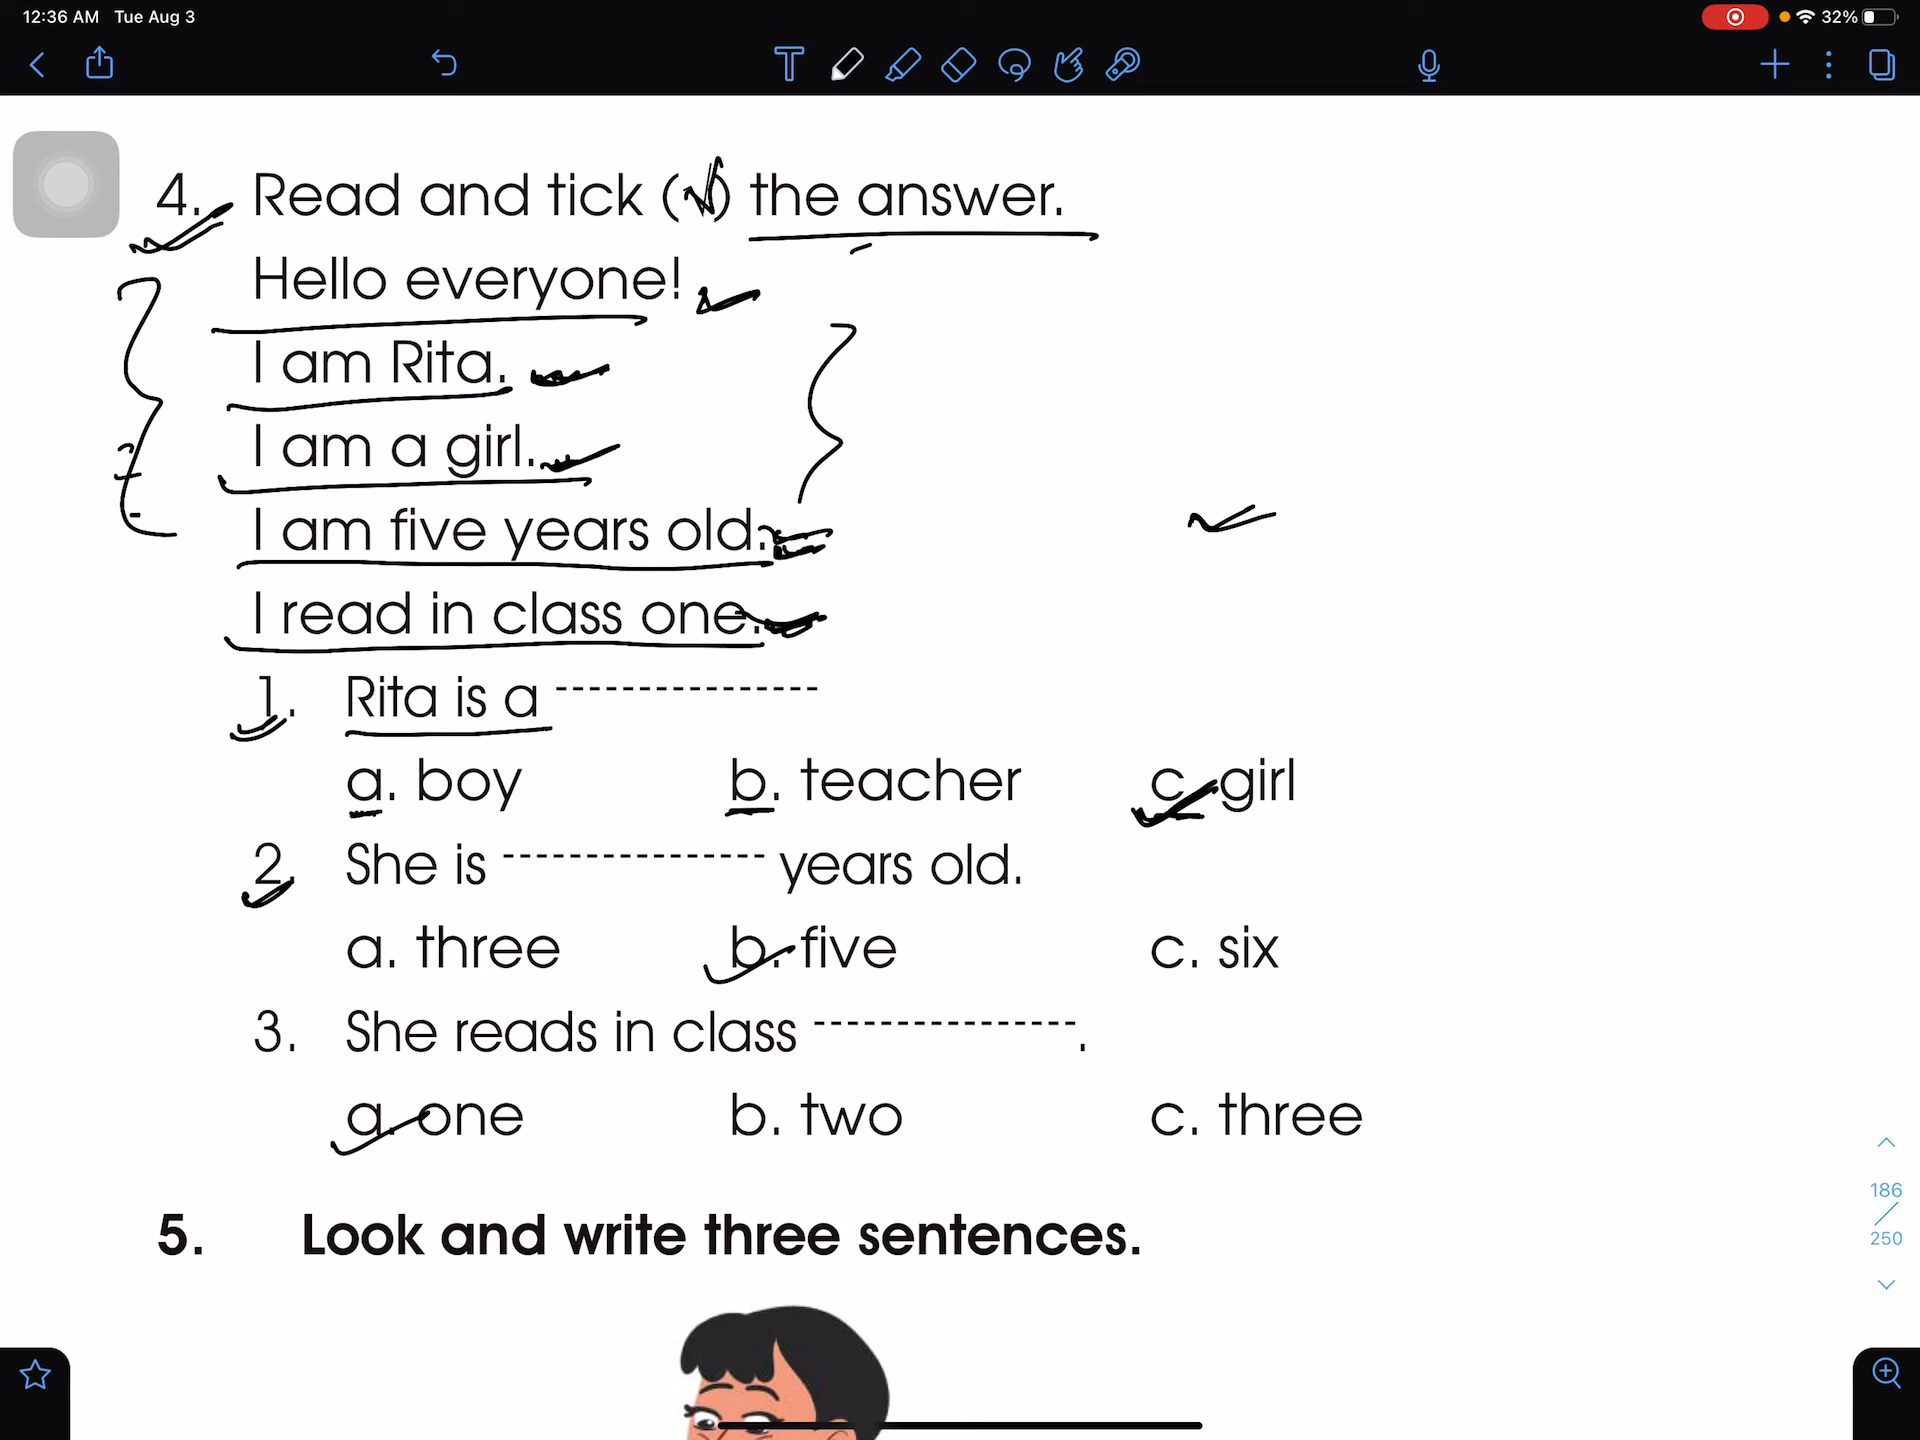 12:36 AM Tue Aug 3
32%
4. Read and tick (✓) the answer.
Hello everyone!
I am Rita.
I am a girl.
I am five years old.
I read in class one.
1. Rita is a ----------------
a. boy b. teacher c. girl
2. She is ---------------- years old.
a. three b. five c. six
3. She reads in class ----------------.
a. one b. two c. three
186
/
250
5. Look and write three sentences.